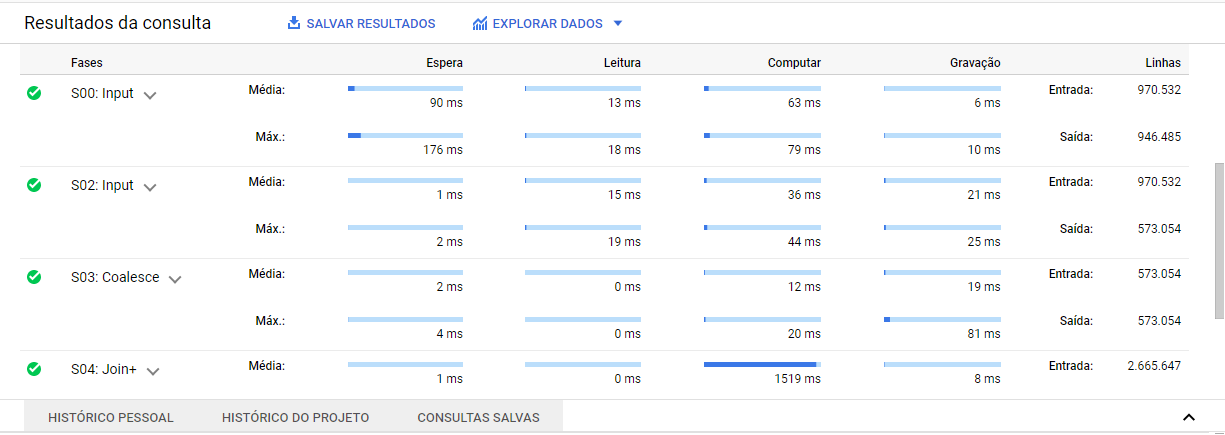 Resultados da consulta SALVAR RESULTADOS EXPLORAR DADOS
Fases Espera Leitura Computar Gravação Linhas
S00: Input Média: 90 ms 13 ms 63 ms 6 ms Entrada: 970.532
Máx.: 176 ms 18 ms 79 ms 10 ms Saída: 946.485
S02: Input Média: 1 ms 15 ms 36 ms 21 ms Entrada: 970.532
Máx.: 2 ms 19 ms 44 ms 25 ms Saída: 573.054
S03: Coalesce Média: 2 ms 0 ms 12 ms 19 ms Entrada: 573.054
Máx.: 4 ms 0 ms 20 ms 81 ms Saída: 573.054
S04: Join+ Média: 1 ms 0 ms 1519 ms 8 ms Entrada: 2.665.647
HISTÓRICO PESSOAL HISTÓRICO DO PROJETO CONSULTAS SALVAS